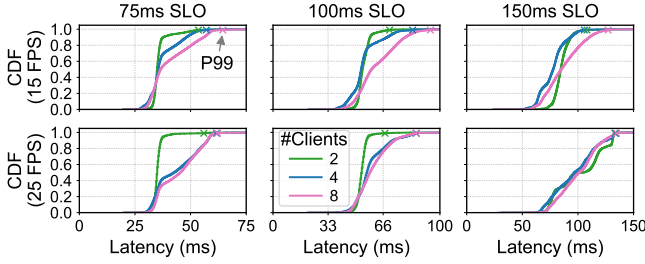 75ms SLO 100ms SLO 150ms SLO
CDF
(15 FPS)
1.0
0.8
0.6
0.4
0.2
0.0
P99
CDF
(25 FPS)
1.0
0.8
0.6
0.4
0.2
0.0
#Clients
2
4
8
0 25 50 75 0 33 66 100 0 50 100 150
Latency (ms) Latency (ms) Latency (ms)